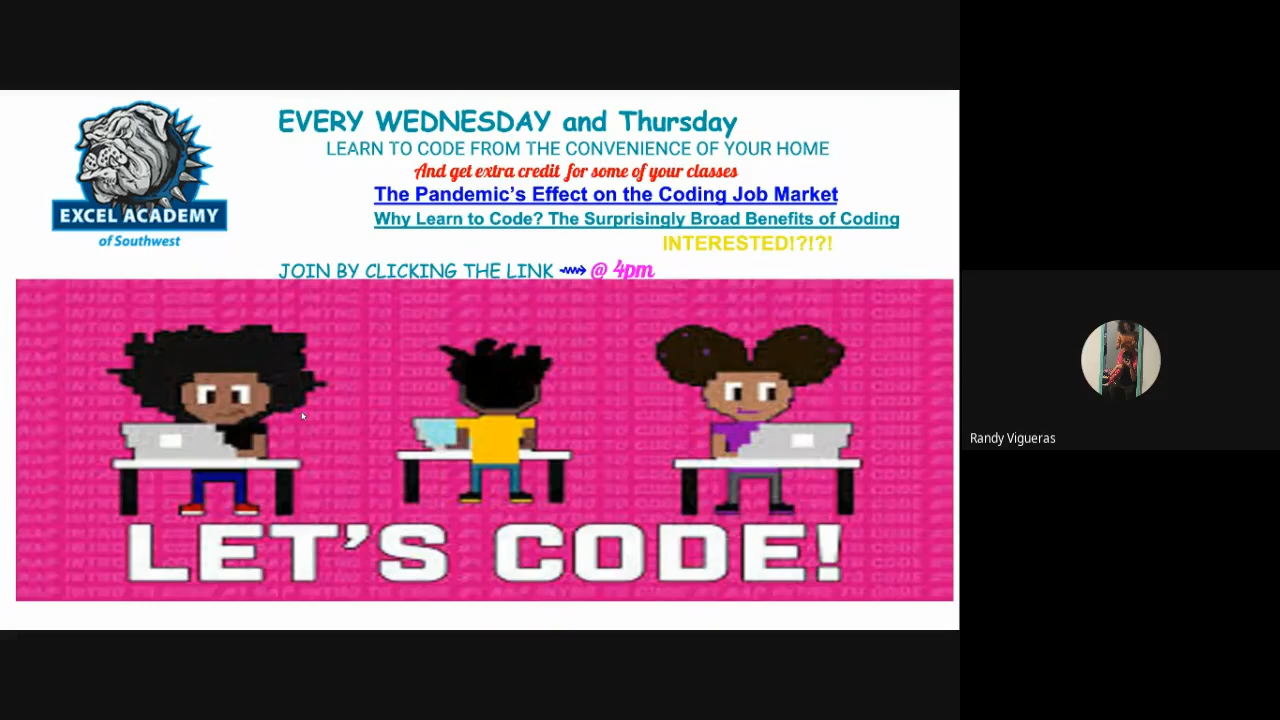 EVERY WEDNESDAY and Thursday
LEARN TO CODE FROM THE CONVENIENCE OF YOUR HOME
And get extra credit for some of your classes
The Pandemic's Effect on the Coding Job Market
Why Learn to Code? The Surprisingly Broad Benefits of Coding
INTERESTED!?!?!
JOIN BY CLICKING THE LINK ⟿ @ 4pm
EXCEL ACADEMY
of Southwest
LET'S CODE!
Randy Vigueras